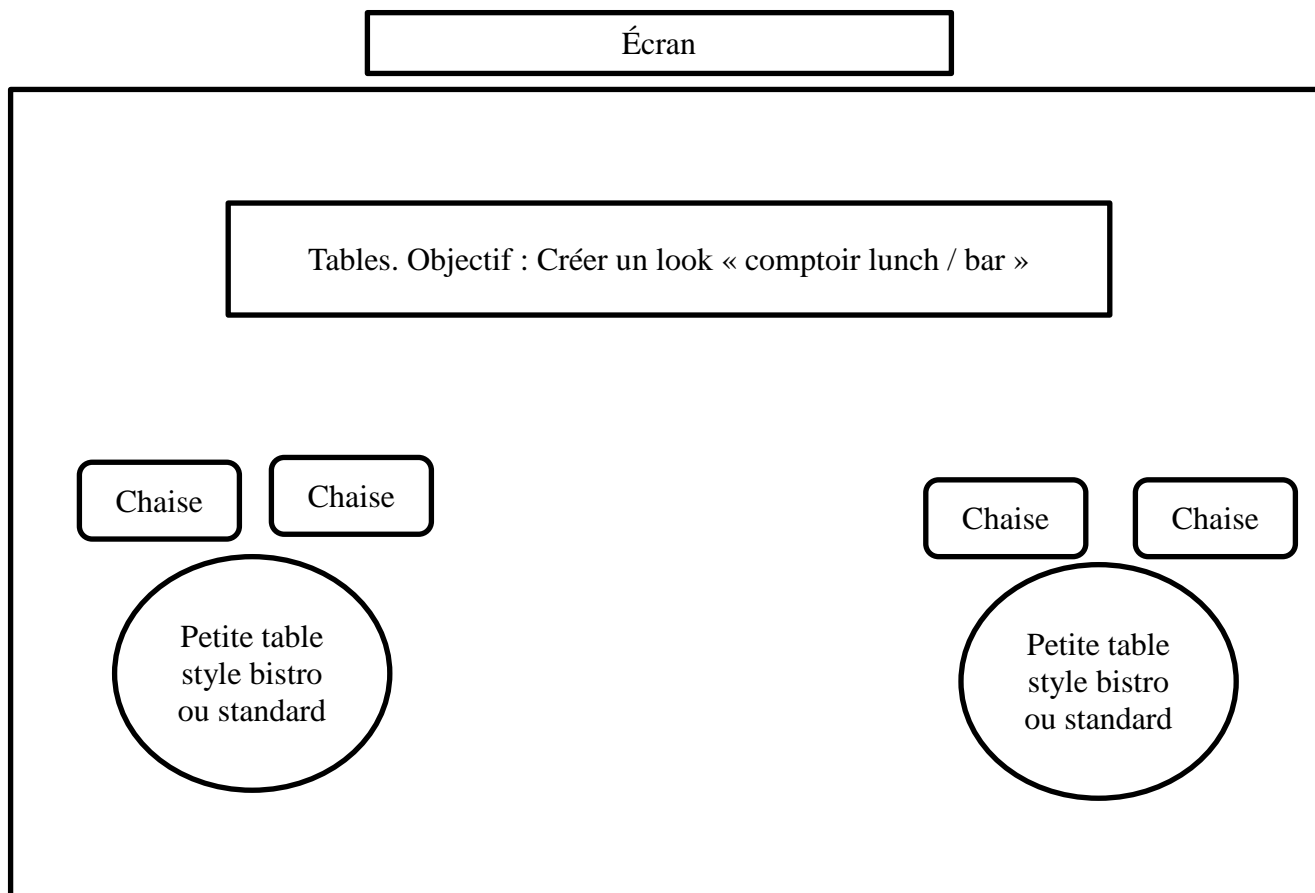 Écran
Tables. Objectif : Créer un look « comptoir lunch / bar »
Chaise
Chaise
Chaise
Chaise
Petite table
style bistro
ou standard
Petite table
style bistro
ou standard